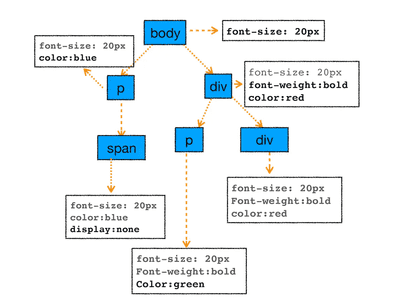 body
font-size: 20px
font-size: 20px
color:blue
p
div
font-size: 20px
font-weight:bold
color:red
span
p
div
font-size: 20px
color:blue
display:none
font-size: 20px
Font-weight:bold
color:red
font-size: 20px
Font-weight:bold
Color:green